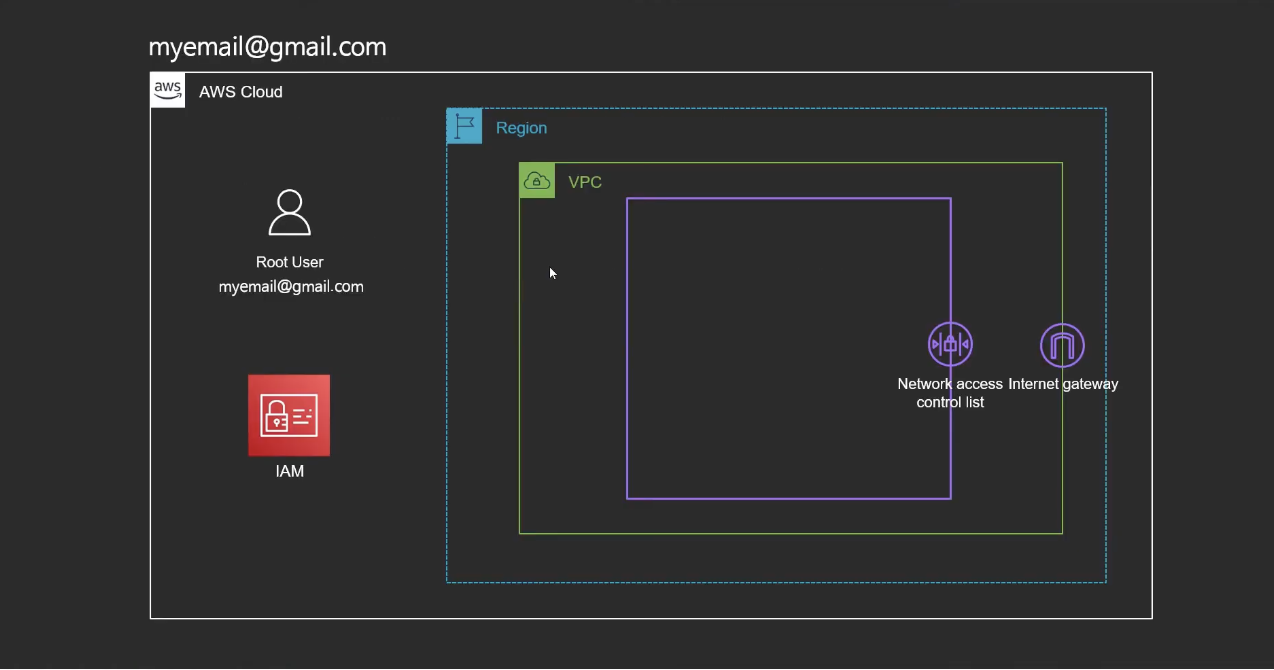 myemail@gmail.com
aws
AWS Cloud
Region
VPC
Root User
myemail@gmail.com
Network access
control list
Internet gateway
IAM